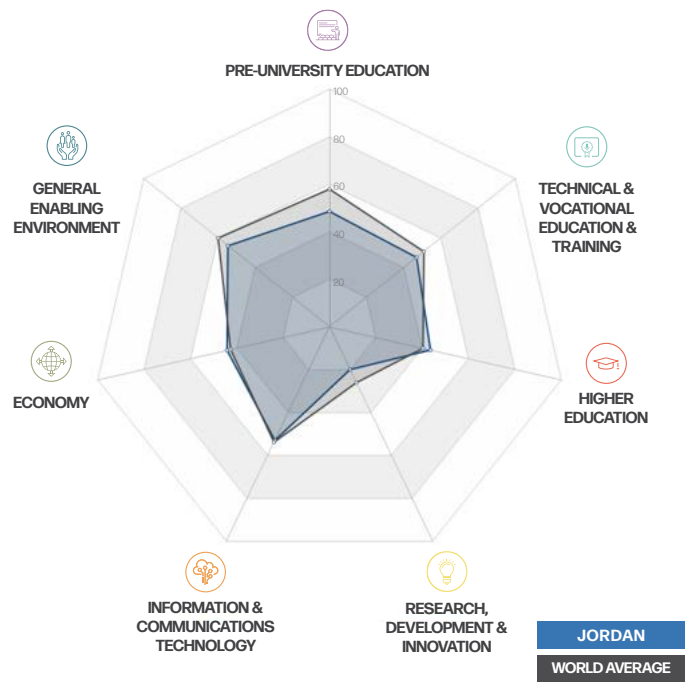 PRE-UNIVERSITY EDUCATION
100
80
60
40
20
GENERAL
ENABLING
ENVIRONMENT
TECHNICAL &
VOCATIONAL
EDUCATION &
TRAINING
ECONOMY
HIGHER
EDUCATION
INFORMATION &
COMMUNICATIONS
TECHNOLOGY
RESEARCH,
DEVELOPMENT &
INNOVATION
JORDAN
WORLD AVERAGE